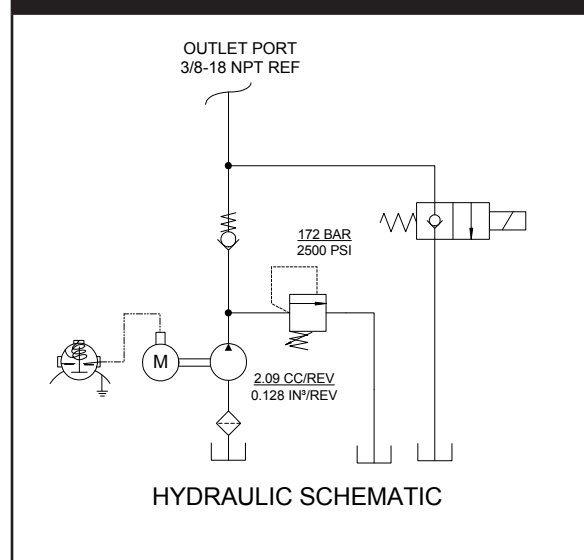 OUTLET PORT
3/8-18 NPT REF
172 BAR
2500 PSI
M
2.09 CC/REV
0.128 IN³/REV
HYDRAULIC SCHEMATIC